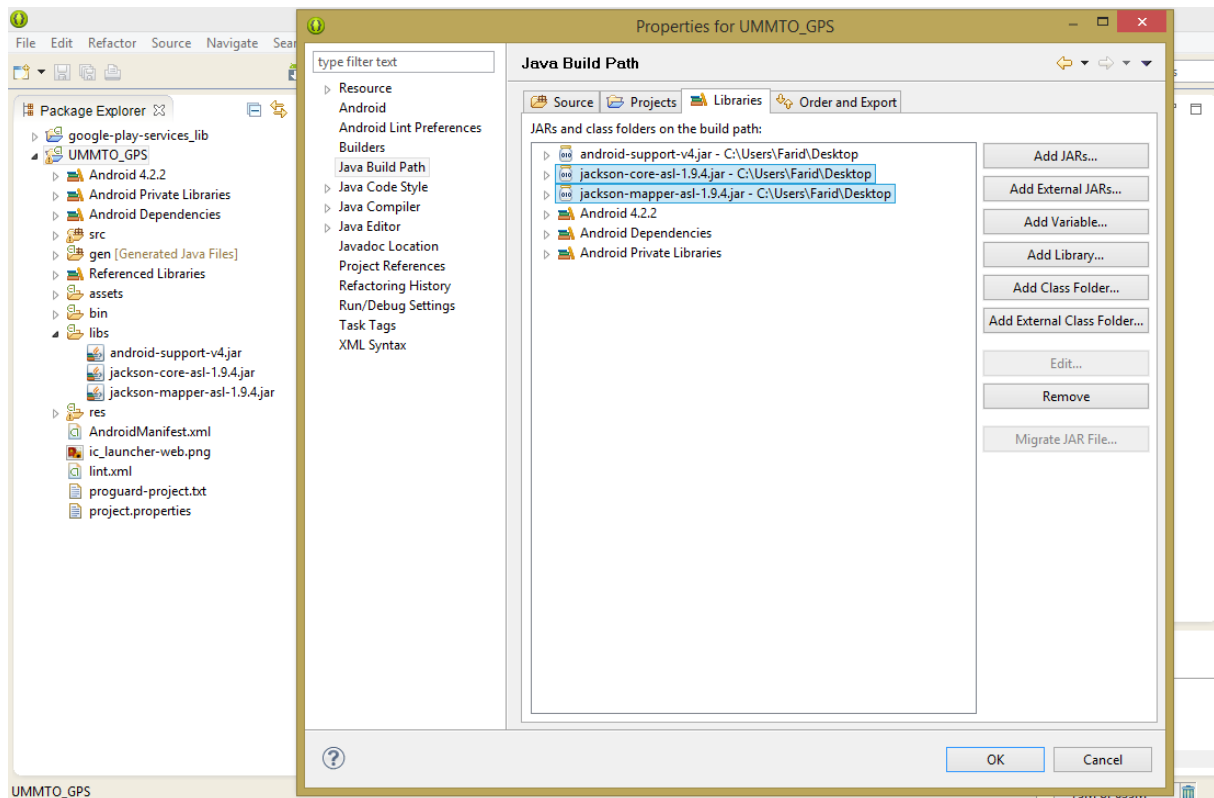 Properties for UMMTO_GPS
File Edit Refactor Source Navigate
Package Explorer
google-play-services_lib
UMMTO_GPS
Android 4.2.2
Android Private Libraries
Android Dependencies
src
gen [Generated Java Files]
Referenced Libraries
assets
bin
libs
android-support-v4.jar
jackson-core-asl-1.9.4.jar
jackson-mapper-asl-1.9.4.jar
res
AndroidManifest.xml
ic_launcher-web.png
lint.xml
proguard-project.txt
project.properties
type filter text
Resource
Android
Android Lint Preferences
Builders
Java Build Path
Java Code Style
Java Compiler
Java Editor
Javadoc Location
Project References
Refactoring History
Run/Debug Settings
Task Tags
XML Syntax
Java Build Path
Source Projects Libraries Order and Export
JARs and class folders on the build path:
android-support-v4.jar - C:\Users\Farid\Desktop
jackson-core-asl-1.9.4.jar - C:\Users\Farid\Desktop
jackson-mapper-asl-1.9.4.jar - C:\Users\Farid\Desktop
Android 4.2.2
Android Dependencies
Android Private Libraries
Add JARs...
Add External JARs...
Add Variable...
Add Library...
Add Class Folder...
Add External Class Folder...
Edit...
Remove
Migrate JAR File...
OK Cancel
UMMTO_GPS